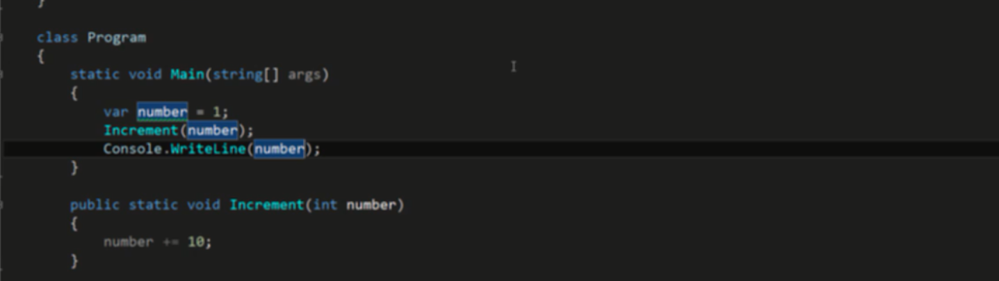 }
class Program
{
static void Main(string[] args)
{
var number = 1;
Increment(number);
Console.WriteLine(number);
}
public static void Increment(int number)
{
number += 10;
}